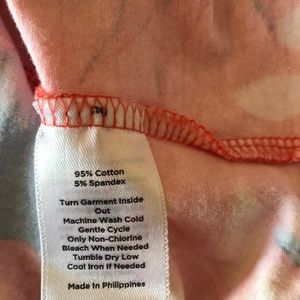 95% Cotton
5% Spandex
Turn Garment Inside
Out
Machine Wash Cold
Gentle Cycle
Only Non-Chlorine
Bleach When Needed
Tumble Dry Low
Cool Iron if Needed
Made In Philippines